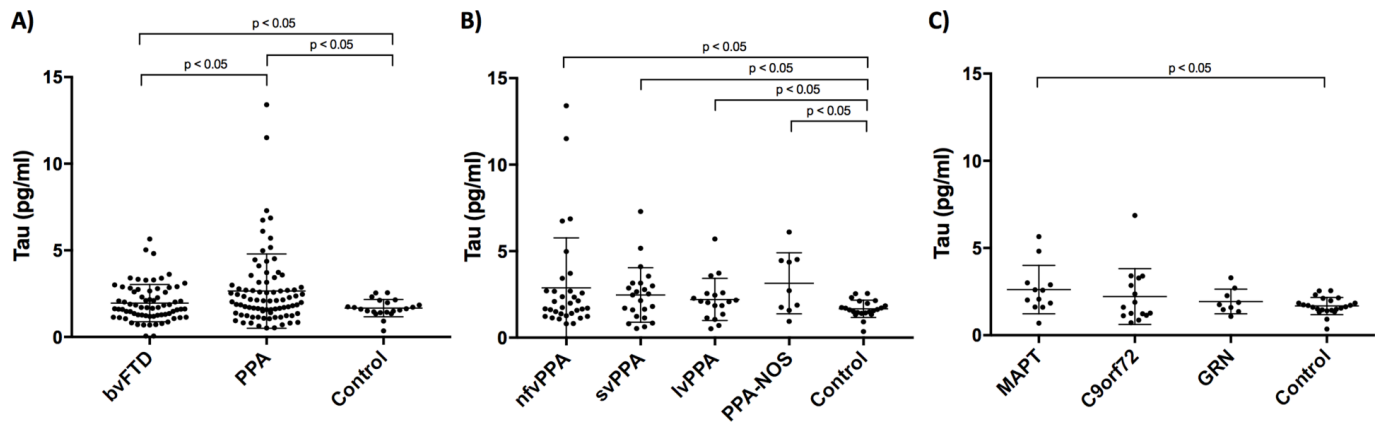 A)
p < 0.05
p < 0.05
p < 0.05
15
10
5
0
Tau (pg/ml)
bvFTD
PPA
Control
B)
p < 0.05
p < 0.05
p < 0.05
p < 0.05
15
10
5
0
Tau (pg/ml)
nfvPPA
svPPA
lvPPA
PPA-NOS
Control
C)
p < 0.05
15
10
5
0
Tau (pg/ml)
MAPT
C9orf72
GRN
Control